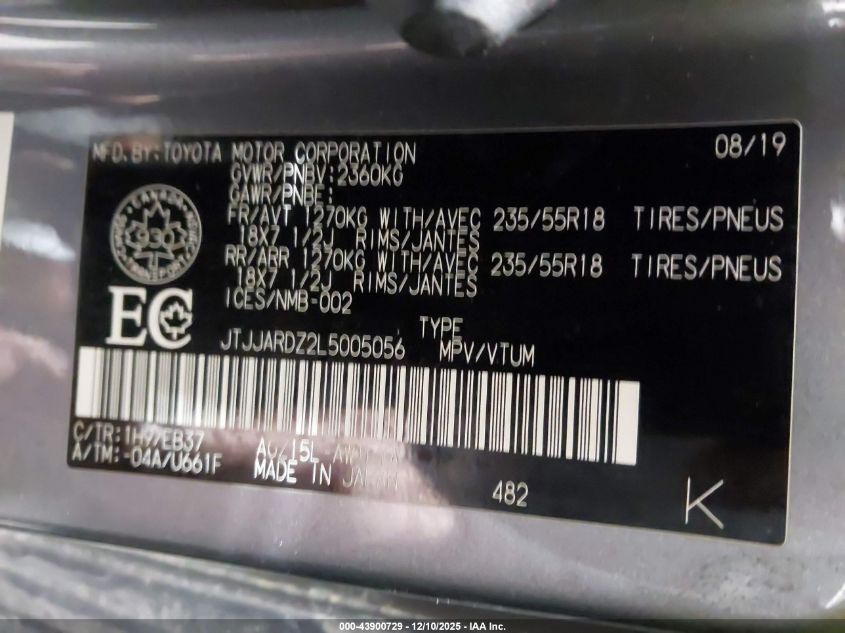 MFD. BY: TOYOTA MOTOR CORPORATION 08/19
GVWR/PNBV: 2360KG
GAWR/PNBE:
FR/AVT 1270KG WITH/AVEC 235/55R18 TIRES/PNEUS
18X7 1/2J RIMS/JANTES
RR/ARR 1270KG WITH/AVEC 235/55R18 TIRES/PNEUS
18X7 1/2J RIMS/JANTES
ICES/NMB-002
CANADA
TRANSPORT
EC
TYPE
JTJJARDZ2L5005056 MPV/VTUM
C/TR: 1H9/EB37
A/TM: -04A/U661F
MADE IN JAPAN
482
K
000-43900729 - 12/10/2025 - IAA Inc.